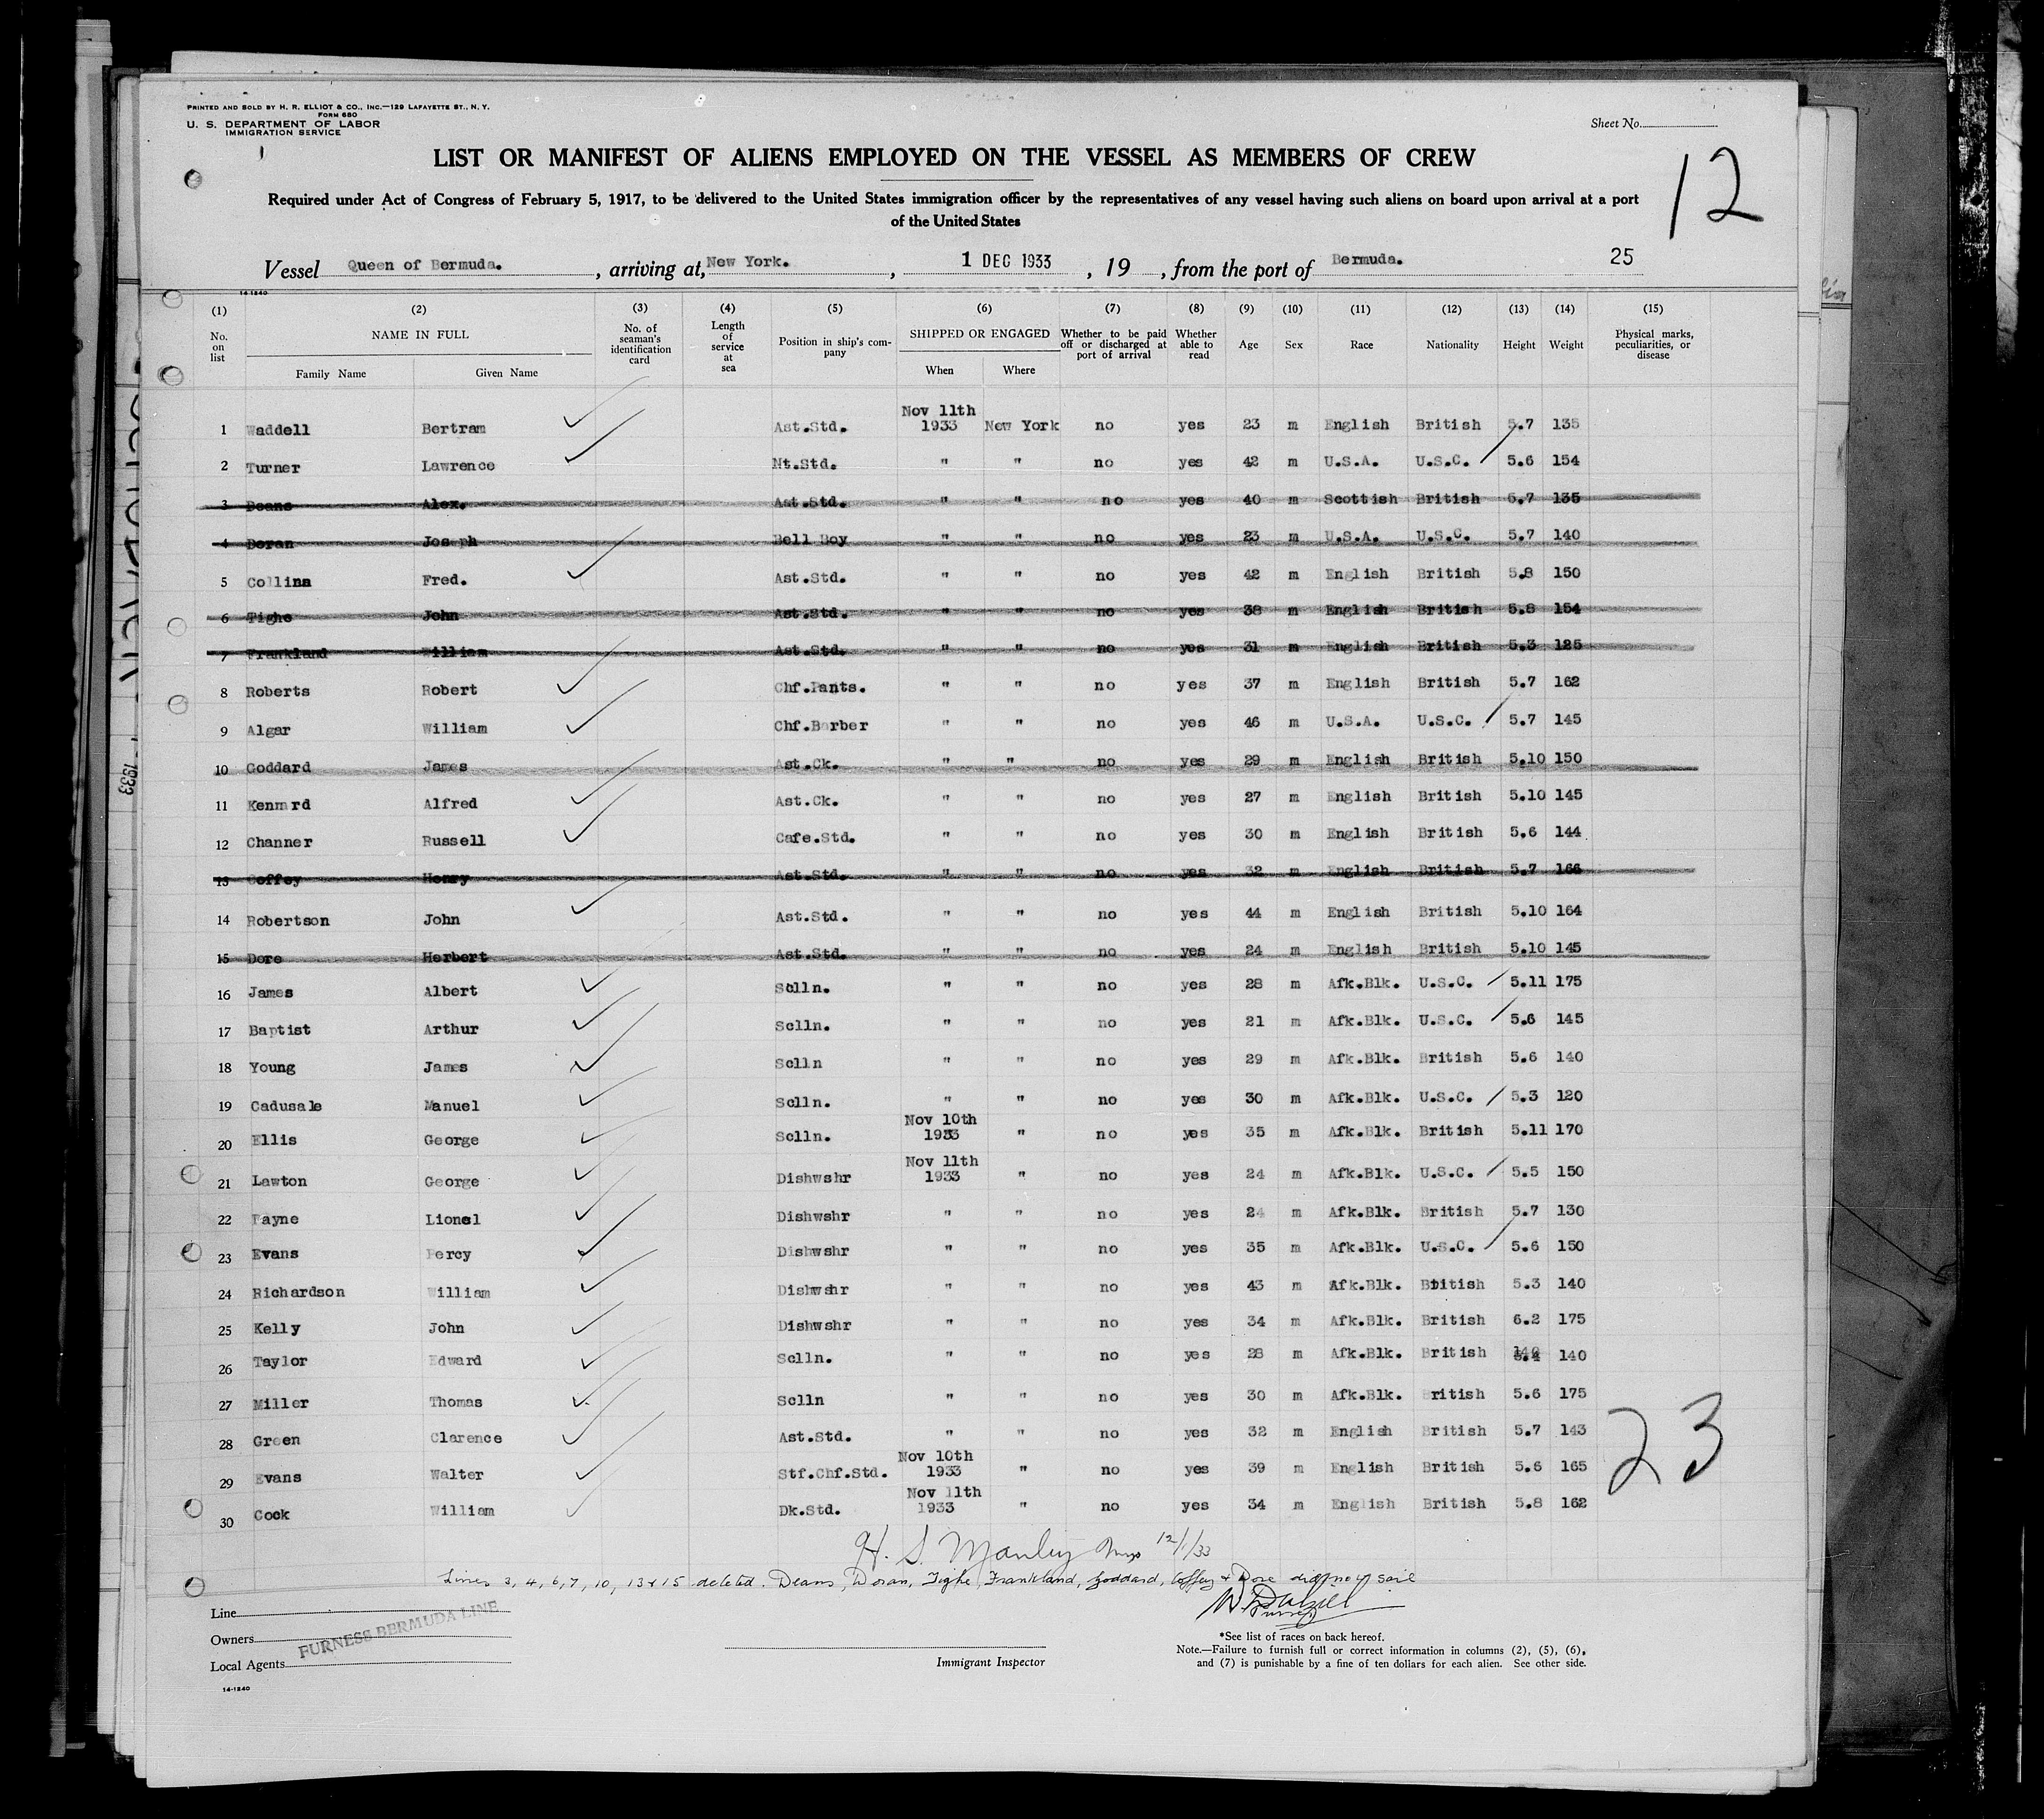 PRINTED AND SOLD BY H. R. ELLIOT & CO., INC.—129 LAFAYETTE ST., N. Y.
FORM 680
U. S. DEPARTMENT OF LABOR
IMMIGRATION SERVICE
Sheet No.
12
LIST OR MANIFEST OF ALIENS EMPLOYED ON THE VESSEL AS MEMBERS OF CREW
Required under Act of Congress of February 5, 1917, to be delivered to the United States immigration officer by the representatives of any vessel having such aliens on board upon arrival at a port
of the United States
Vessel Queen of Bermuda. , arriving at, New York. , 1 DEC 1933 , 19 , from the port of Bermuda. 25
14-1240
(1) (2) (3) (4) (5) (6) (7) (8) (9) (10) (11) (12) (13) (14) (15)
No. on list NAME IN FULL Family Name Given Name No. of seaman's identification card Length of service at sea Position in ship's company SHIPPED OR ENGAGED When Where Whether to be paid off or discharged at port of arrival Whether able to read Age Sex Race Nationality Height Weight Physical marks, peculiarities, or disease
1 Waddell Bertram Ast.Std. Nov 11th 1933 New York no yes 23 m English British 5.7 135
2 Turner Lawrence Nt.Std. " " no yes 42 m U.S.A. U.S.C. 5.6 154
3 Deans Alex. Ast.Std. " " no yes 40 m Scottish British 5.7 135
4 Doran Joseph Bell Boy " " no yes 23 m U.S.A. U.S.C. 5.7 140
5 Collins Fred. Ast.Std. " " no yes 42 m English British 5.8 150
6 Tighe John Ast.Std. " " no yes 38 m English British 5.8 154
7 Frankland William Ast.Std. " " no yes 31 m English British 5.3 125
8 Roberts Robert Chf.Pants. " " no yes 37 m English British 5.7 162
9 Algar William Chf.Barber " " no yes 46 m U.S.A. U.S.C. 5.7 145
10 Goddard James Ast.Ck. " " no yes 29 m English British 5.10 150
11 Kennard Alfred Ast.Ck. " " no yes 27 m English British 5.10 145
12 Channer Russell Cafe.Std. " " no yes 30 m English British 5.6 144
13 Coffey Henry Ast.Std. " " no yes 32 m English British 5.7 166
14 Robertson John Ast.Std. " " no yes 44 m English British 5.10 164
15 Dore Herbert Ast.Std. " " no yes 24 m English British 5.10 145
16 James Albert Sclln. " " no yes 28 m Afk.Blk. U.S.C. 5.11 175
17 Baptist Arthur Sclln. " " no yes 21 m Afk.Blk. U.S.C. 5.6 145
18 Young James Sclln " " no yes 29 m Afk.Blk. British 5.6 140
19 Cadusale Manuel Sclln. " " no yes 30 m Afk.Blk. U.S.C. 5.3 120
20 Ellis George Sclln. Nov 10th 1933 " no yes 35 m Afk.Blk. British 5.11 170
21 Lawton George Dishwshr Nov 11th 1933 " no yes 24 m Afk.Blk. U.S.C. 5.5 150
22 Payne Lionel Dishwshr " " no yes 24 m Afk.Blk. British 5.7 130
23 Evans Percy Dishwshr " " no yes 35 m Afk.Blk. U.S.C. 5.6 150
24 Richardson William Dishwshr " " no yes 43 m Afk.Blk. British 5.3 140
25 Kelly John Dishwshr " " no yes 34 m Afk.Blk. British 6.2 175
26 Taylor Edward Sclln. " " no yes 28 m Afk.Blk. British 5.4 140
27 Miller Thomas Sclln " " no yes 30 m Afk.Blk. British 5.6 175
28 Green Clarence Ast.Std. " " no yes 32 m English British 5.7 143
29 Evans Walter Stf.Chf.Std. Nov 10th 1933 " no yes 39 m English British 5.6 165
30 Cock William Dk.Std. Nov 11th 1933 " no yes 34 m English British 5.8 162
23
H. S. Manley 12/1/33
Lines 3, 4, 6, 7, 10, 13 & 15 deleted. Deans, Doran, Tighe, Frankland, Goddard, Coffey & Dore did not sail
Purser
Line
Owners
Local Agents
FURNESS BERMUDA LINE
14-1240
Immigrant Inspector
*See list of races on back hereof.
Note.—Failure to furnish full or correct information in columns (2), (5), (6),
and (7) is punishable by a fine of ten dollars for each alien. See other side.
1933